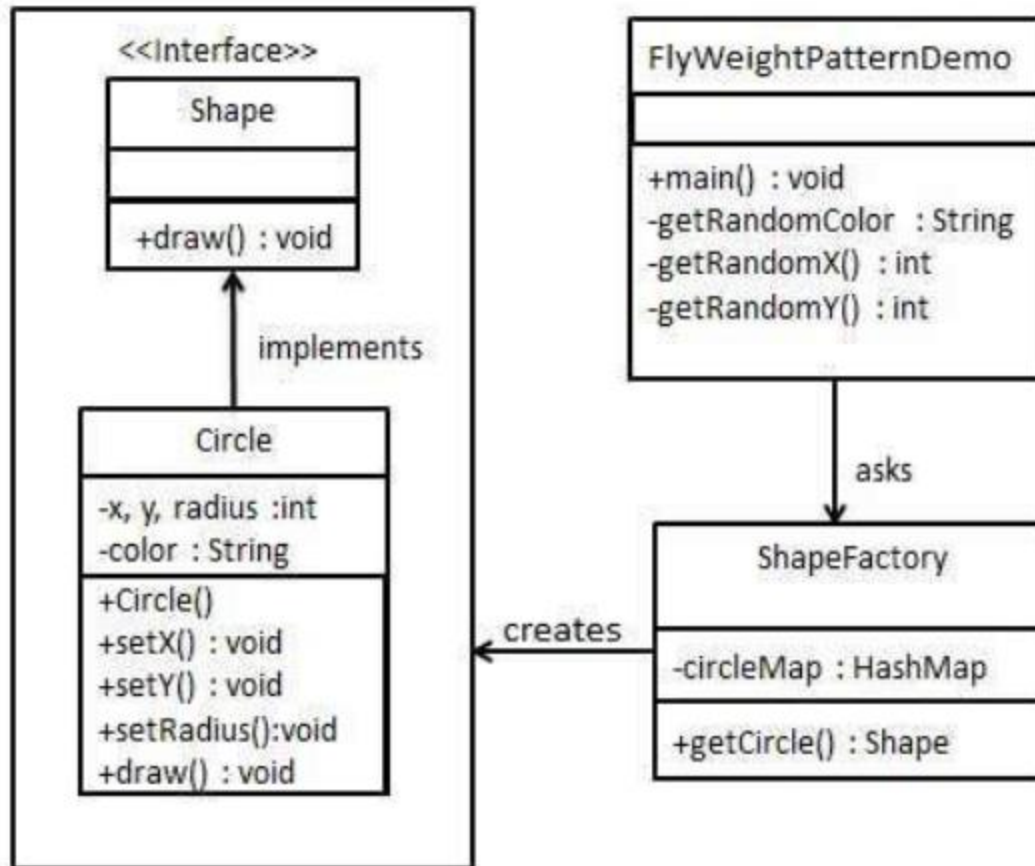 <<Interface>>
Shape
+draw() : void
implements
Circle
-x, y, radius :int
-color : String
+Circle()
+setX() : void
+setY() : void
+setRadius():void
+draw() : void
FlyWeightPatternDemo
+main() : void
-getRandomColor : String
-getRandomX() : int
-getRandomY() : int
asks
ShapeFactory
-circleMap : HashMap
+getCircle() : Shape
creates